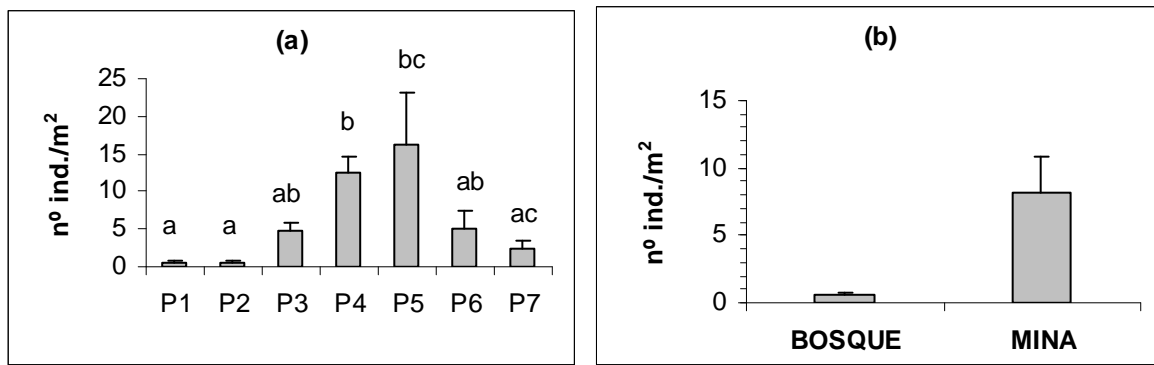 (a)
nº ind./m²
25
20
15
10
5
0
a
a
ab
b
bc
ab
ac
P1 P2 P3 P4 P5 P6 P7
(b)
nº ind./m²
15
10
5
0
BOSQUE MINA